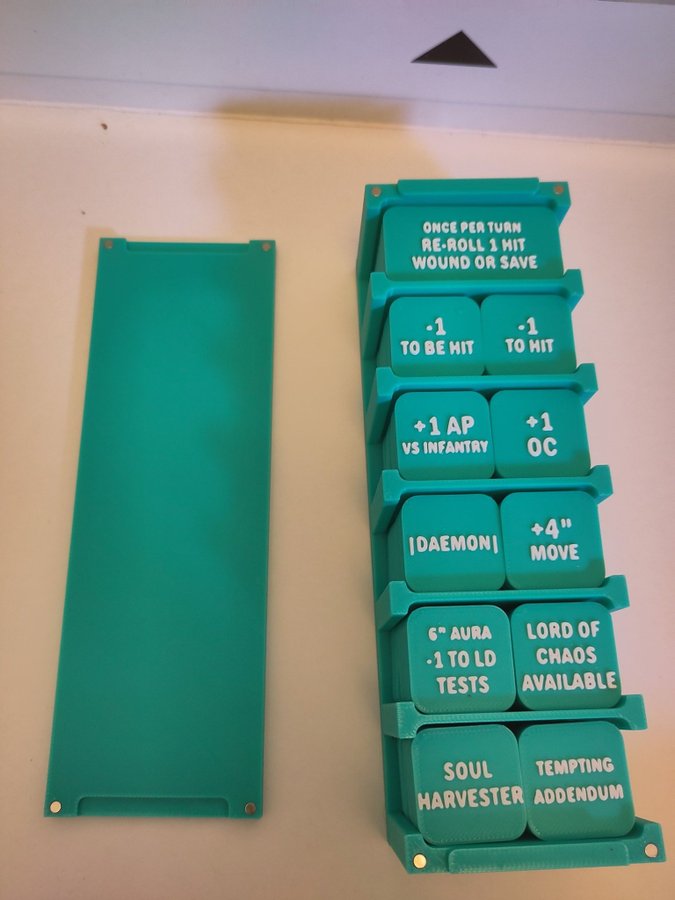 ONCE PER TURN
RE-ROLL 1 HIT
WOUND OR SAVE
-1
TO BE HIT
-1
TO HIT
+1 AP
VS INFANTRY
+1
OC
|DAEMON|
+4"
MOVE
6" AURA
-1 TO LD
TESTS
LORD OF
CHAOS
AVAILABLE
SOUL
HARVESTER
TEMPTING
ADDENDUM